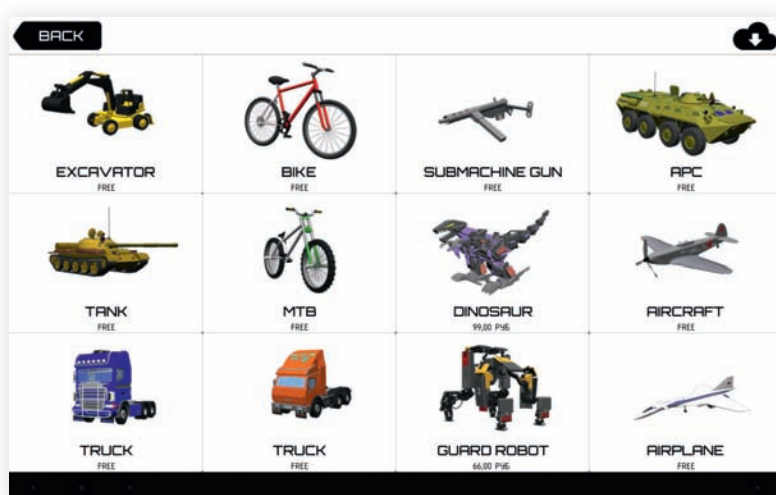 BACK
EXCAVATOR
FREE
BIKE
FREE
SUBMACHINE GUN
FREE
APC
FREE
TANK
FREE
MTB
FREE
DINOSAUR
99,00 РУБ
AIRCRAFT
FREE
TRUCK
FREE
TRUCK
FREE
GUARD ROBOT
66,00 РУБ
AIRPLANE
FREE